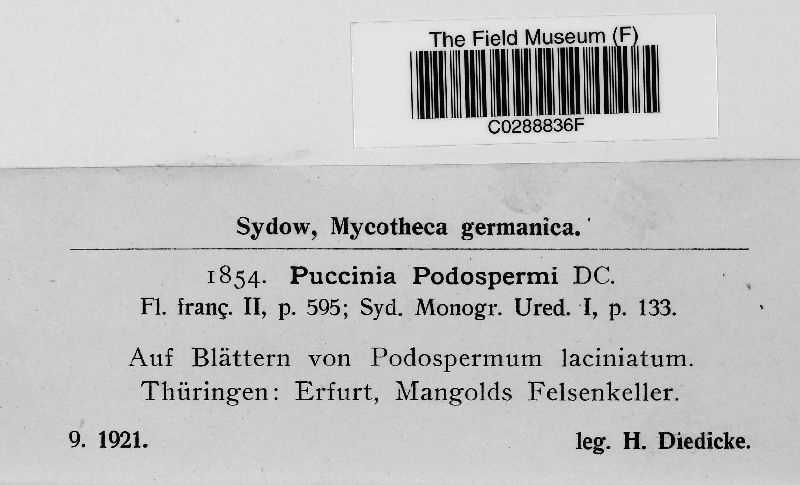 The Field Museum (F)
C0288836F
Sydow, Mycotheca germanica.
1854. Puccinia Podospermi DC.
Fl. franç. II, p. 595; Syd. Monogr. Ured. I, p. 133.
Auf Blättern von Podospermum laciniatum.
Thüringen: Erfurt, Mangolds Felsenkeller.
9. 1921. leg. H. Diedicke.